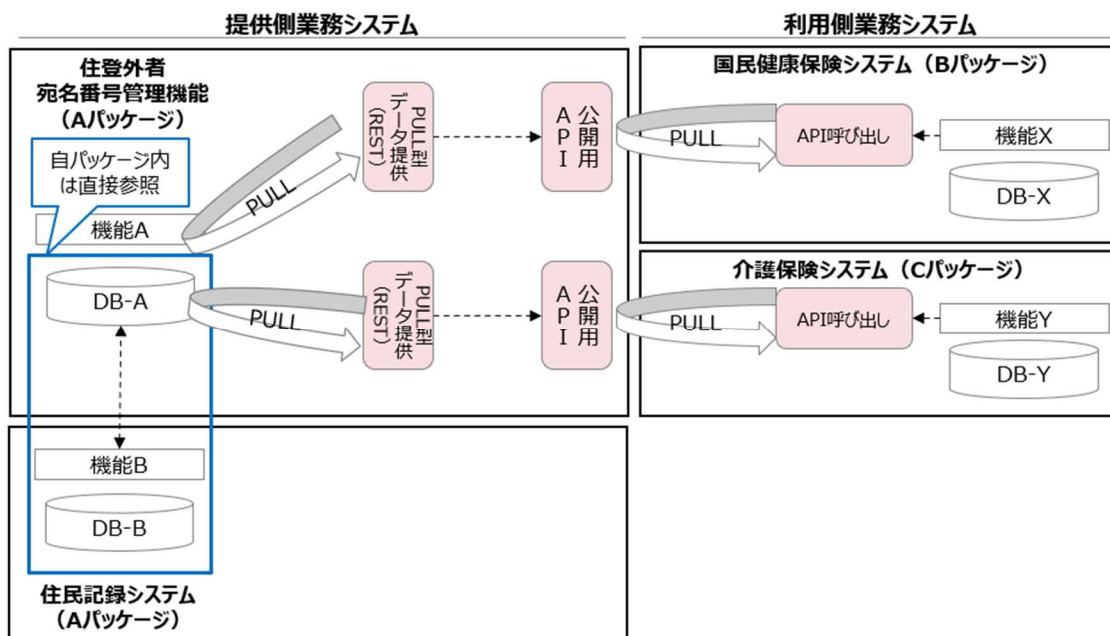 提供側業務システム
利用側業務システム
住登外者
宛名番号管理機能
（Aパッケージ）
自パッケージ内
は直接参照
機能A
DB-A
PULL
PULL型
データ提供
（REST）
公開用
API
PULL
PULL型
データ提供
（REST）
公開用
API
機能B
DB-B
住民記録システム
（Aパッケージ）
国民健康保険システム（Bパッケージ）
PULL
API呼び出し
機能X
DB-X
介護保険システム（Cパッケージ）
PULL
API呼び出し
機能Y
DB-Y